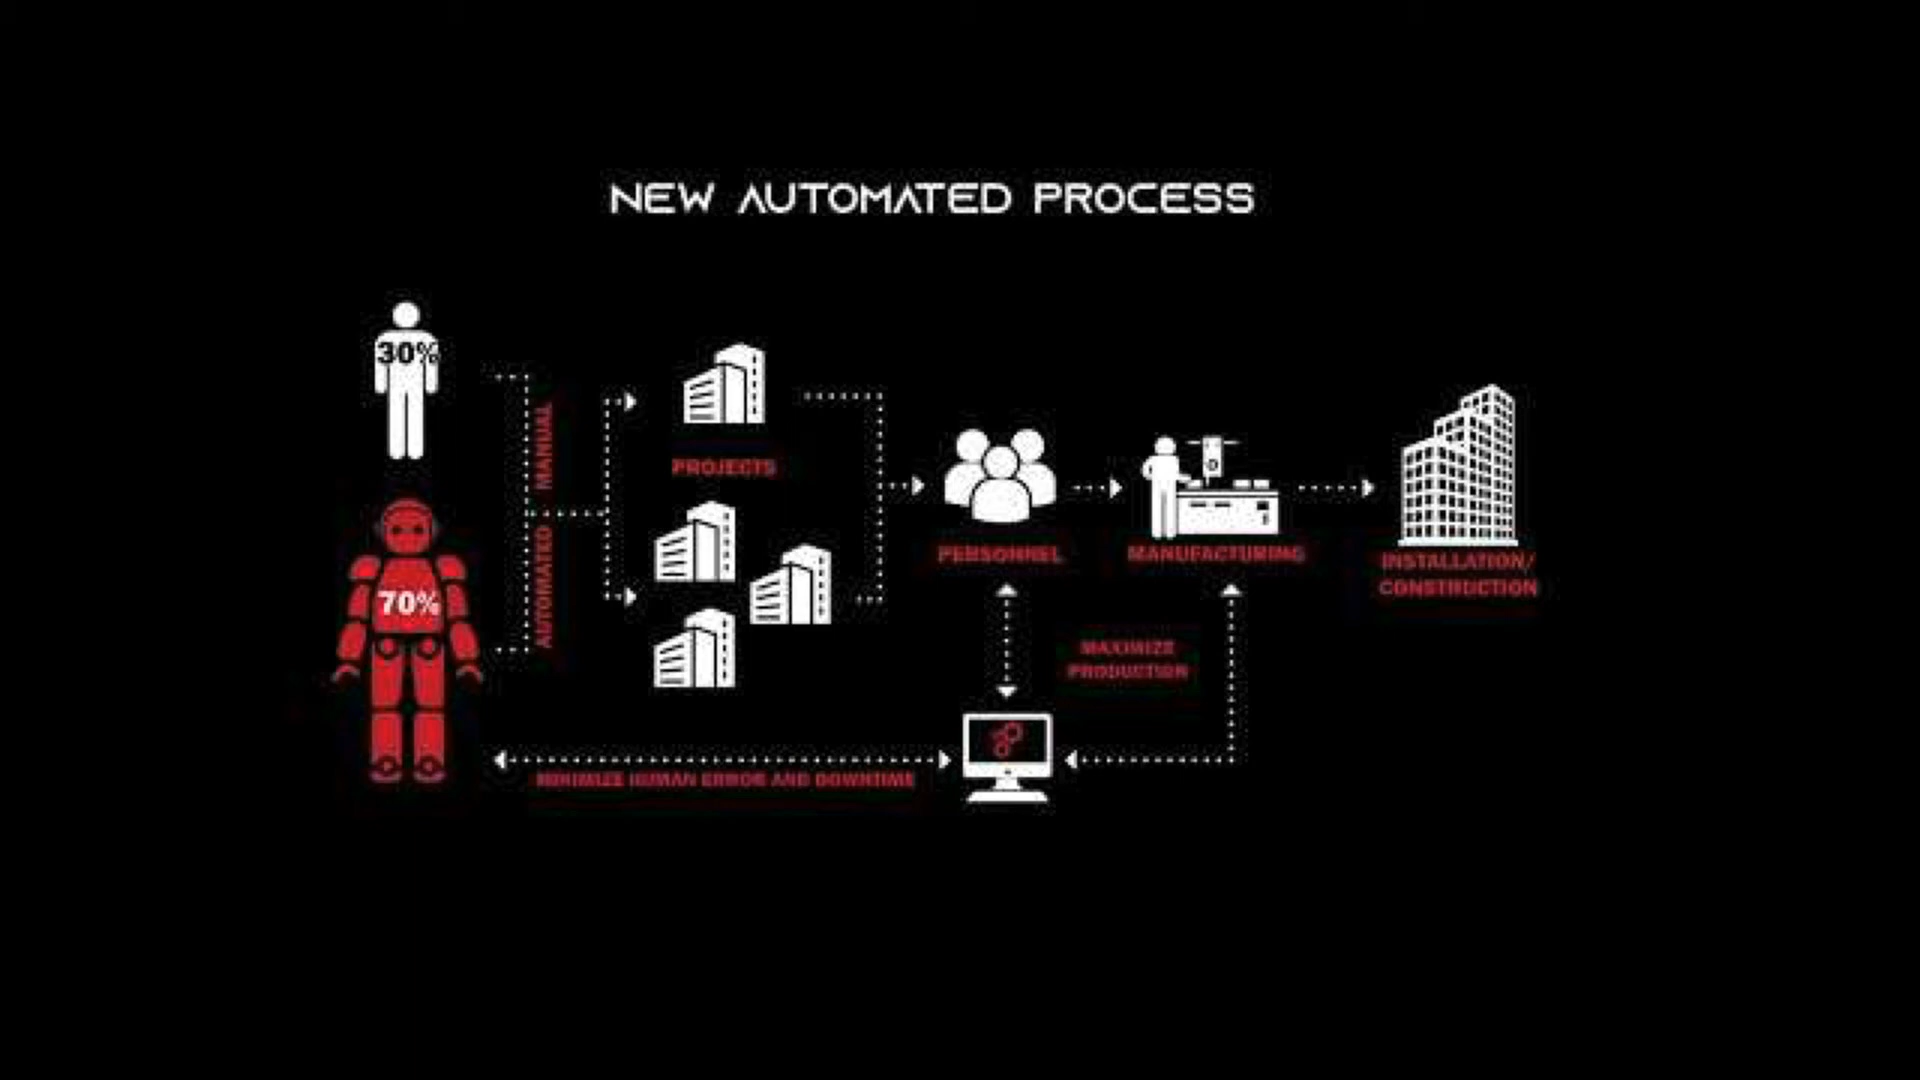 NEW AUTOMATED PROCESS
30%
MANUAL
PROJECTS
70%
AUTOMATED
PERSONNEL
MANUFACTURING
INSTALLATION/
CONSTRUCTION
MAXIMIZE
PRODUCTION
MINIMIZE HUMAN ERROR AND DOWNTIME